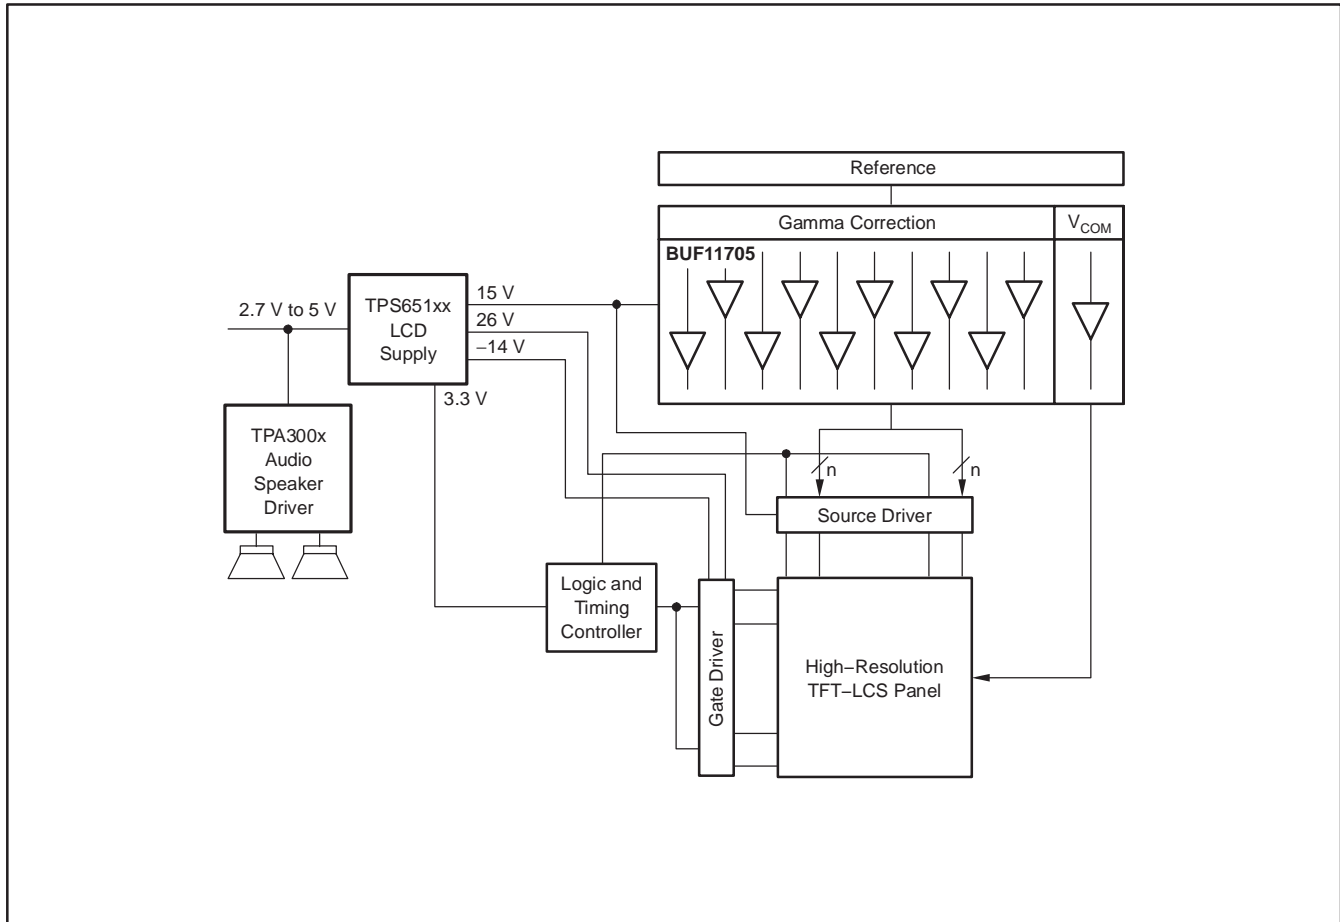 Reference
Gamma Correction
VCOM
BUF11705
2.7 V to 5 V
TPS651xx
LCD
Supply
15 V
26 V
–14 V
3.3 V
TPA300x
Audio
Speaker
Driver
n
n
Source Driver
Logic and
Timing
Controller
Gate Driver
High–Resolution
TFT–LCS Panel